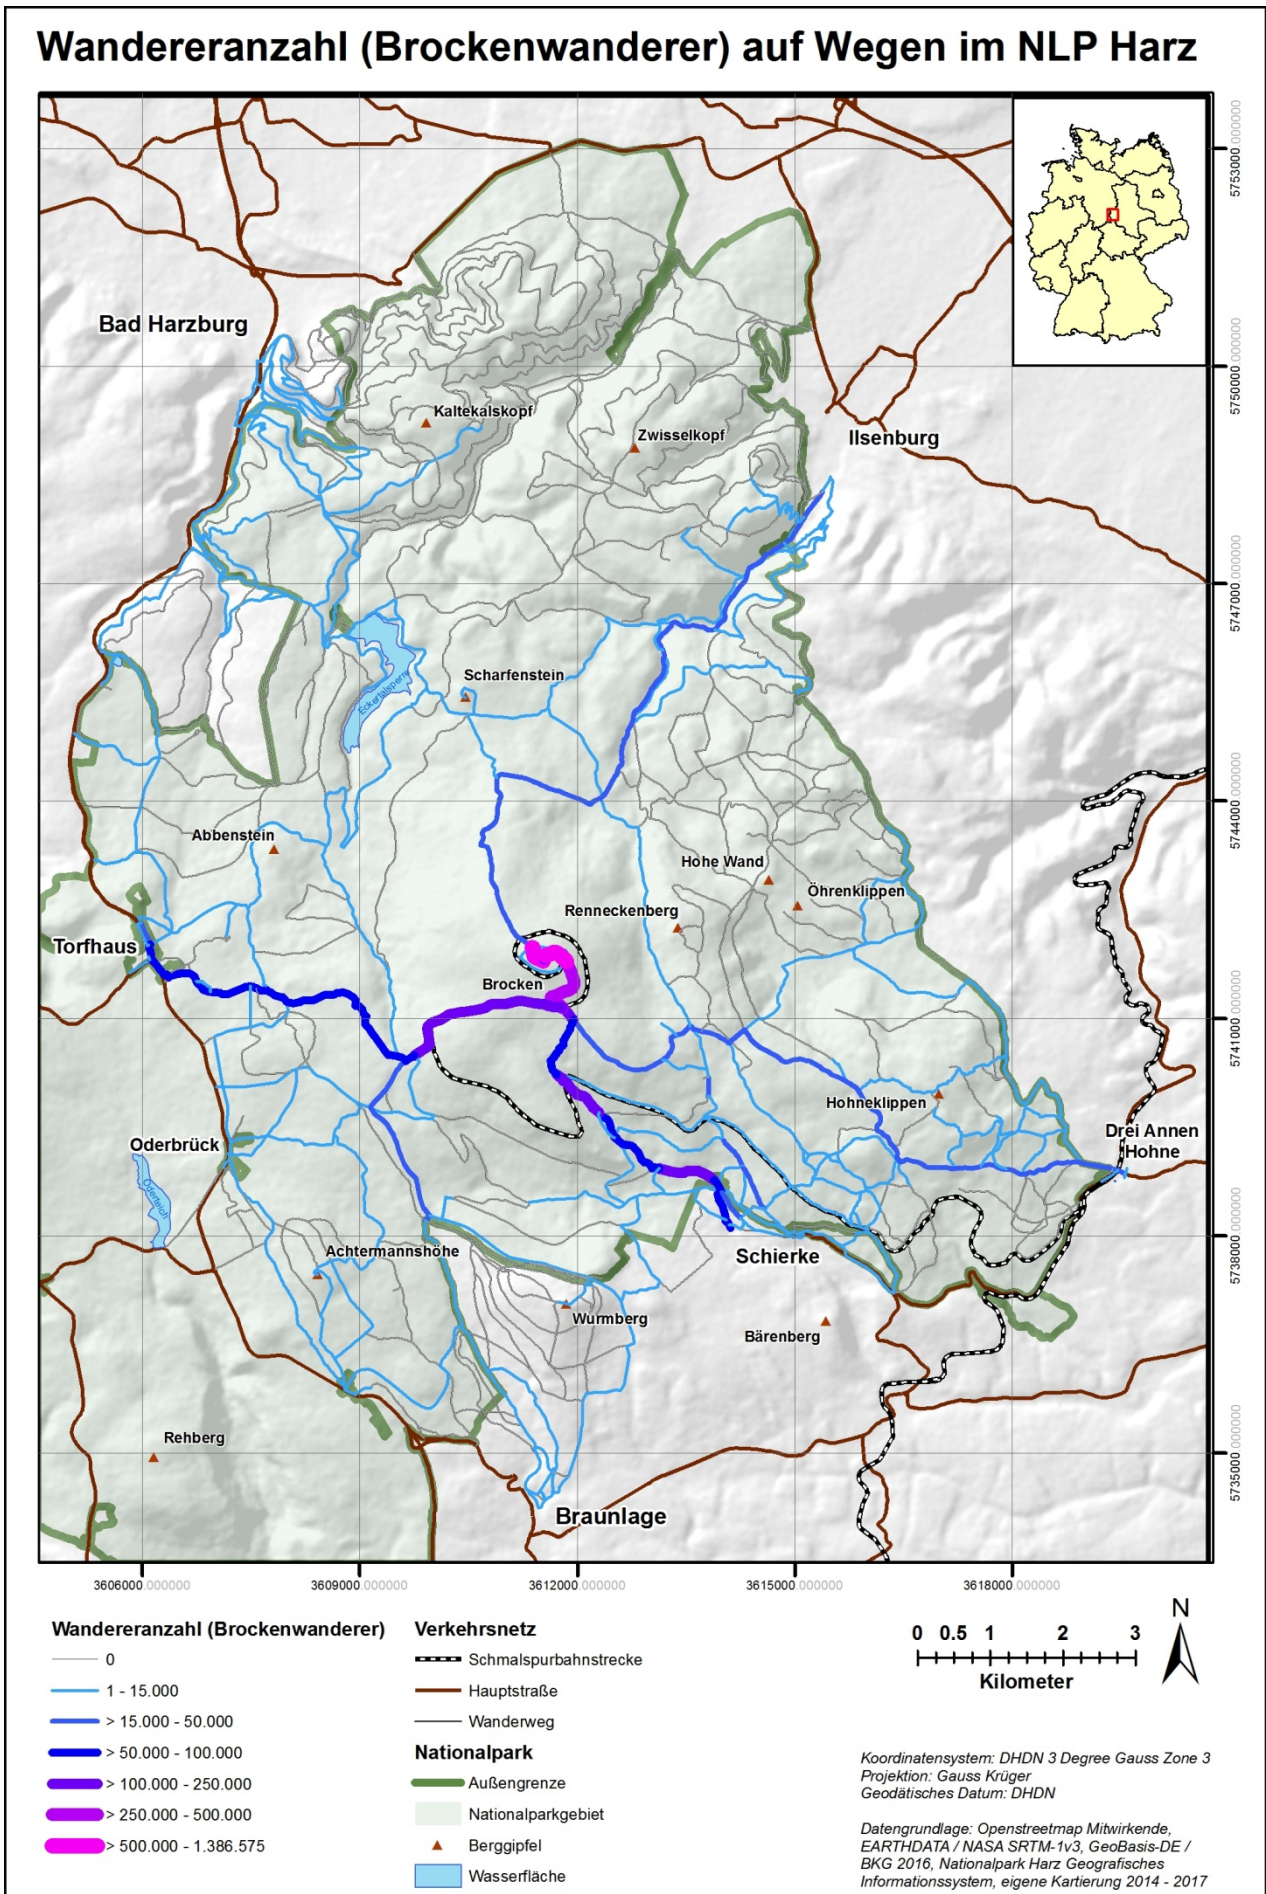 Wandereranzahl (Brockenwanderer) auf Wegen im NLP Harz
5753000.000000
Bad Harzburg
5750000.000000
Kaltekalskopf
Zwisselkopf
Ilsenburg
5747000.000000
Scharfenstein
Eckertalsperre
5744000.000000
Abbenstein
Hohe Wand
Öhrenklippen
Renneckenberg
Torfhaus
Brocken
5741000.000000
Hohneklippen
Oderbrück
Drei Annen
Hohne
Oderteich
5738000.000000
Achtermannshöhe
Schierke
Wurmberg
Bärenberg
Rehberg
5735000.000000
Braunlage
3606000.000000 3609000.000000 3612000.000000 3615000.000000 3618000.000000
Wandereranzahl (Brockenwanderer)
0
1 - 15.000
> 15.000 - 50.000
> 50.000 - 100.000
> 100.000 - 250.000
> 250.000 - 500.000
> 500.000 - 1.386.575
Verkehrsnetz
Schmalspurbahnstrecke
Hauptstraße
Wanderweg
Nationalpark
Außengrenze
Nationalparkgebiet
Berggipfel
Wasserfläche
0 0.5 1 2 3
Kilometer
N
Koordinatensystem: DHDN 3 Degree Gauss Zone 3
Projektion: Gauss Krüger
Geodätisches Datum: DHDN
Datengrundlage: Openstreetmap Mitwirkende,
EARTHDATA / NASA SRTM-1v3, GeoBasis-DE /
BKG 2016, Nationalpark Harz Geografisches
Informationssystem, eigene Kartierung 2014 - 2017